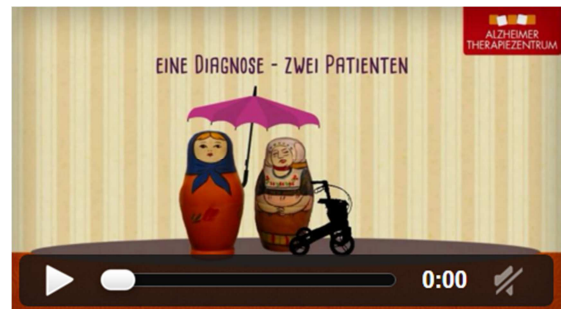 ALZHEIMER
THERAPIEZENTRUM
EINE DIAGNOSE - ZWEI PATIENTEN
0:00